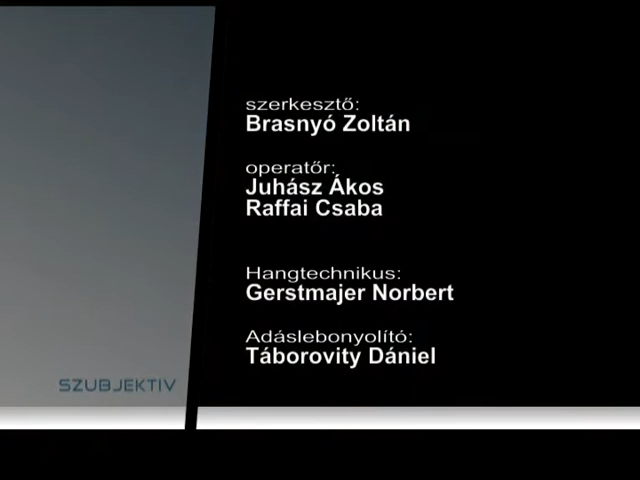 szerkesztő:
Brasnyó Zoltán
operatőr:
Juhász Ákos
Raffai Csaba
Hangtechnikus:
Gerstmajer Norbert
Adáslebonyolító:
Táborovity Dániel
SZUBJEKTIV